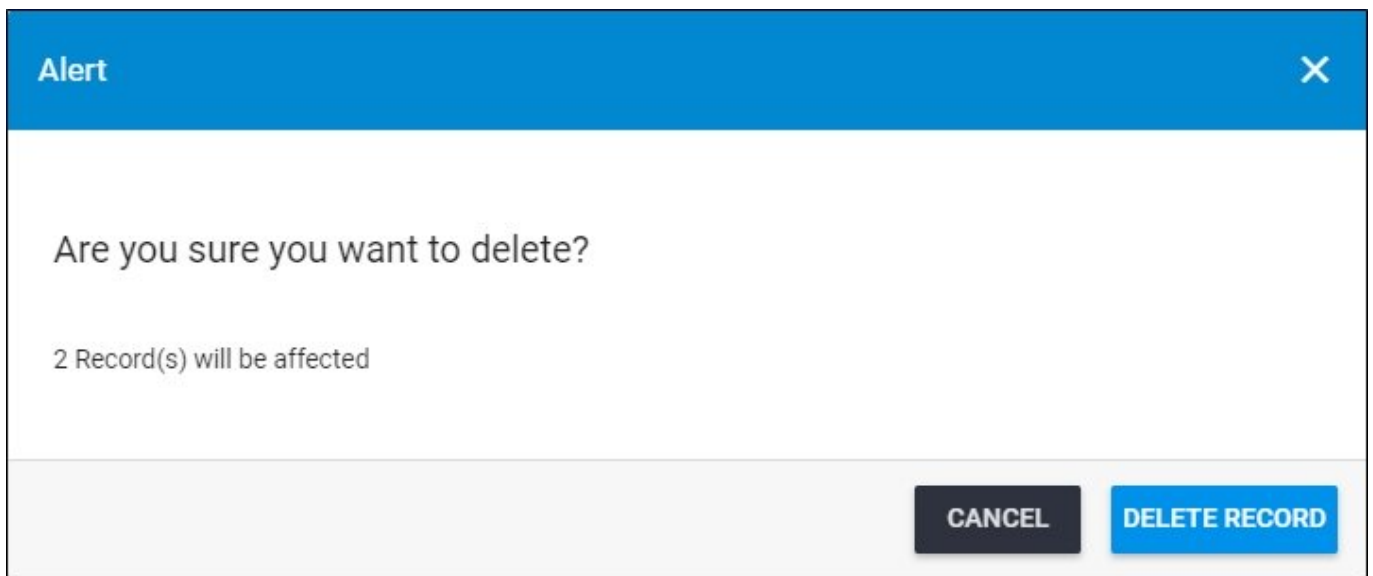 Alert
Are you sure you want to delete?
2 Record(s) will be affected
CANCEL DELETE RECORD